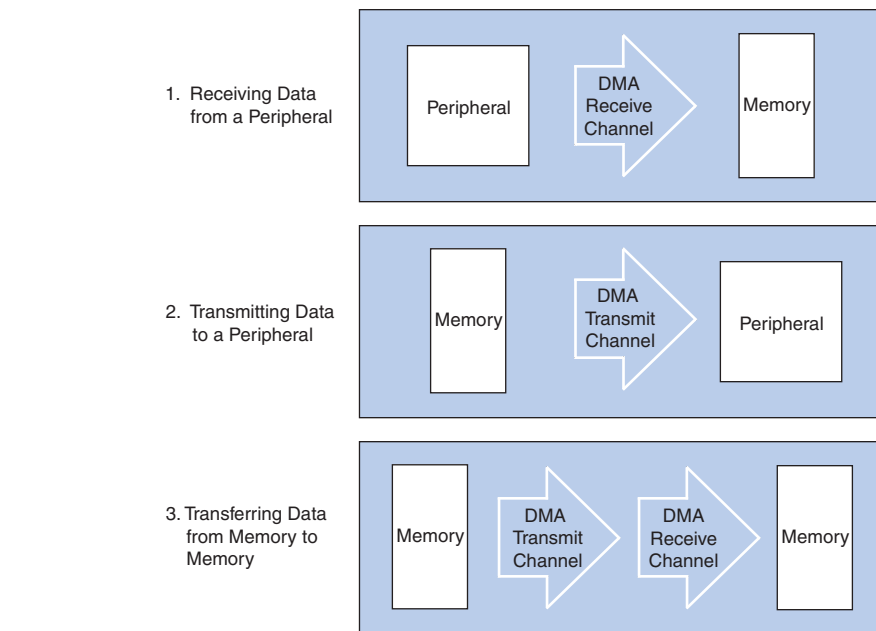 1. Receiving Data
from a Peripheral
Peripheral
DMA
Receive
Channel
Memory
2. Transmitting Data
to a Peripheral
Memory
DMA
Transmit
Channel
Peripheral
3. Transferring Data
from Memory to
Memory
Memory
DMA
Transmit
Channel
DMA
Receive
Channel
Memory